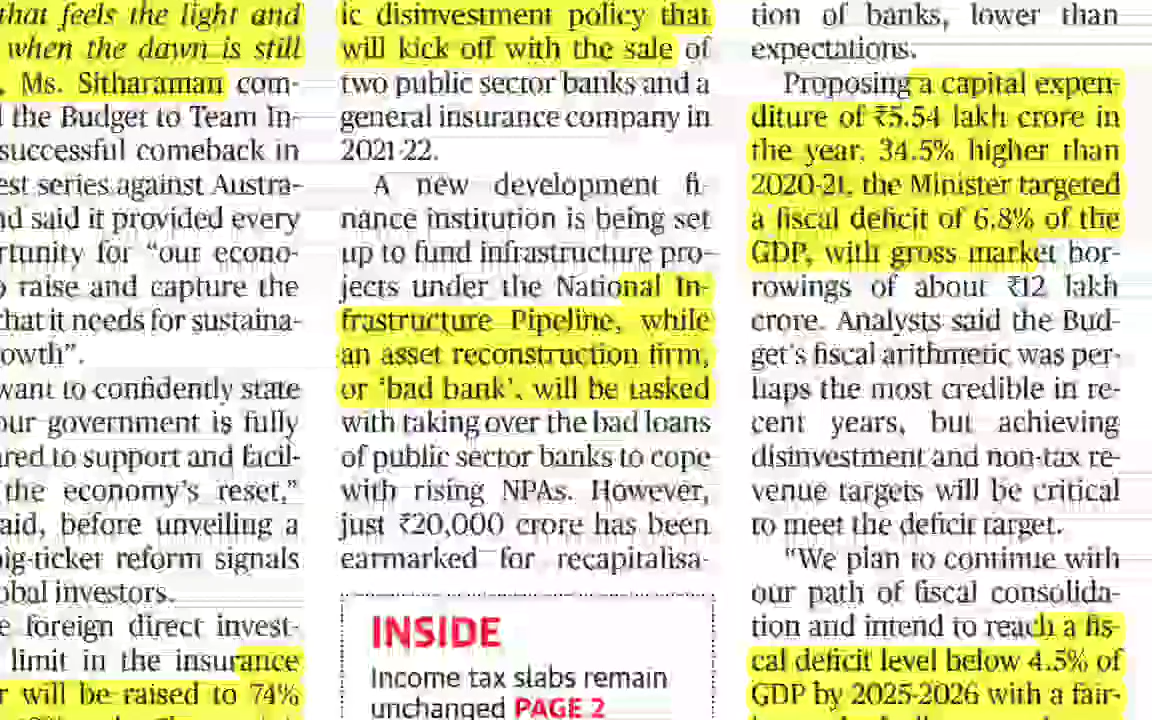 that feels the light and
when the dawn is still
Ms. Sitharaman com-
the Budget to Team In-
successful comeback in
est series against Austra-
nd said it provided every
rtunity for “our econo-
raise and capture the
that it needs for sustaina-
owth”.
want to confidently state
our government is fully
ared to support and facil-
the economy’s reset,”
aid, before unveiling a
big-ticket reform signals
obal investors.
e foreign direct invest-
limit in the insurance
r will be raised to 74%
ic disinvestment policy that
will kick off with the sale of
two public sector banks and a
general insurance company in
2021-22.
A new development fi-
nance institution is being set
up to fund infrastructure pro-
jects under the National In-
frastructure Pipeline, while
an asset reconstruction firm,
or ‘bad bank’, will be tasked
with taking over the bad loans
of public sector banks to cope
with rising NPAs. However,
just ₹20,000 crore has been
earmarked for recapitalisa-
INSIDE
Income tax slabs remain
unchanged PAGE 2
tion of banks, lower than
expectations.
Proposing a capital expen-
diture of ₹5.54 lakh crore in
the year, 34.5% higher than
2020-21, the Minister targeted
a fiscal deficit of 6.8% of the
GDP, with gross market bor-
rowings of about ₹12 lakh
crore. Analysts said the Bud-
get’s fiscal arithmetic was per-
haps the most credible in re-
cent years, but achieving
disinvestment and non-tax re-
venue targets will be critical
to meet the deficit target.
“We plan to continue with
our path of fiscal consolida-
tion and intend to reach a fis-
cal deficit level below 4.5% of
GDP by 2025-2026 with a fair-